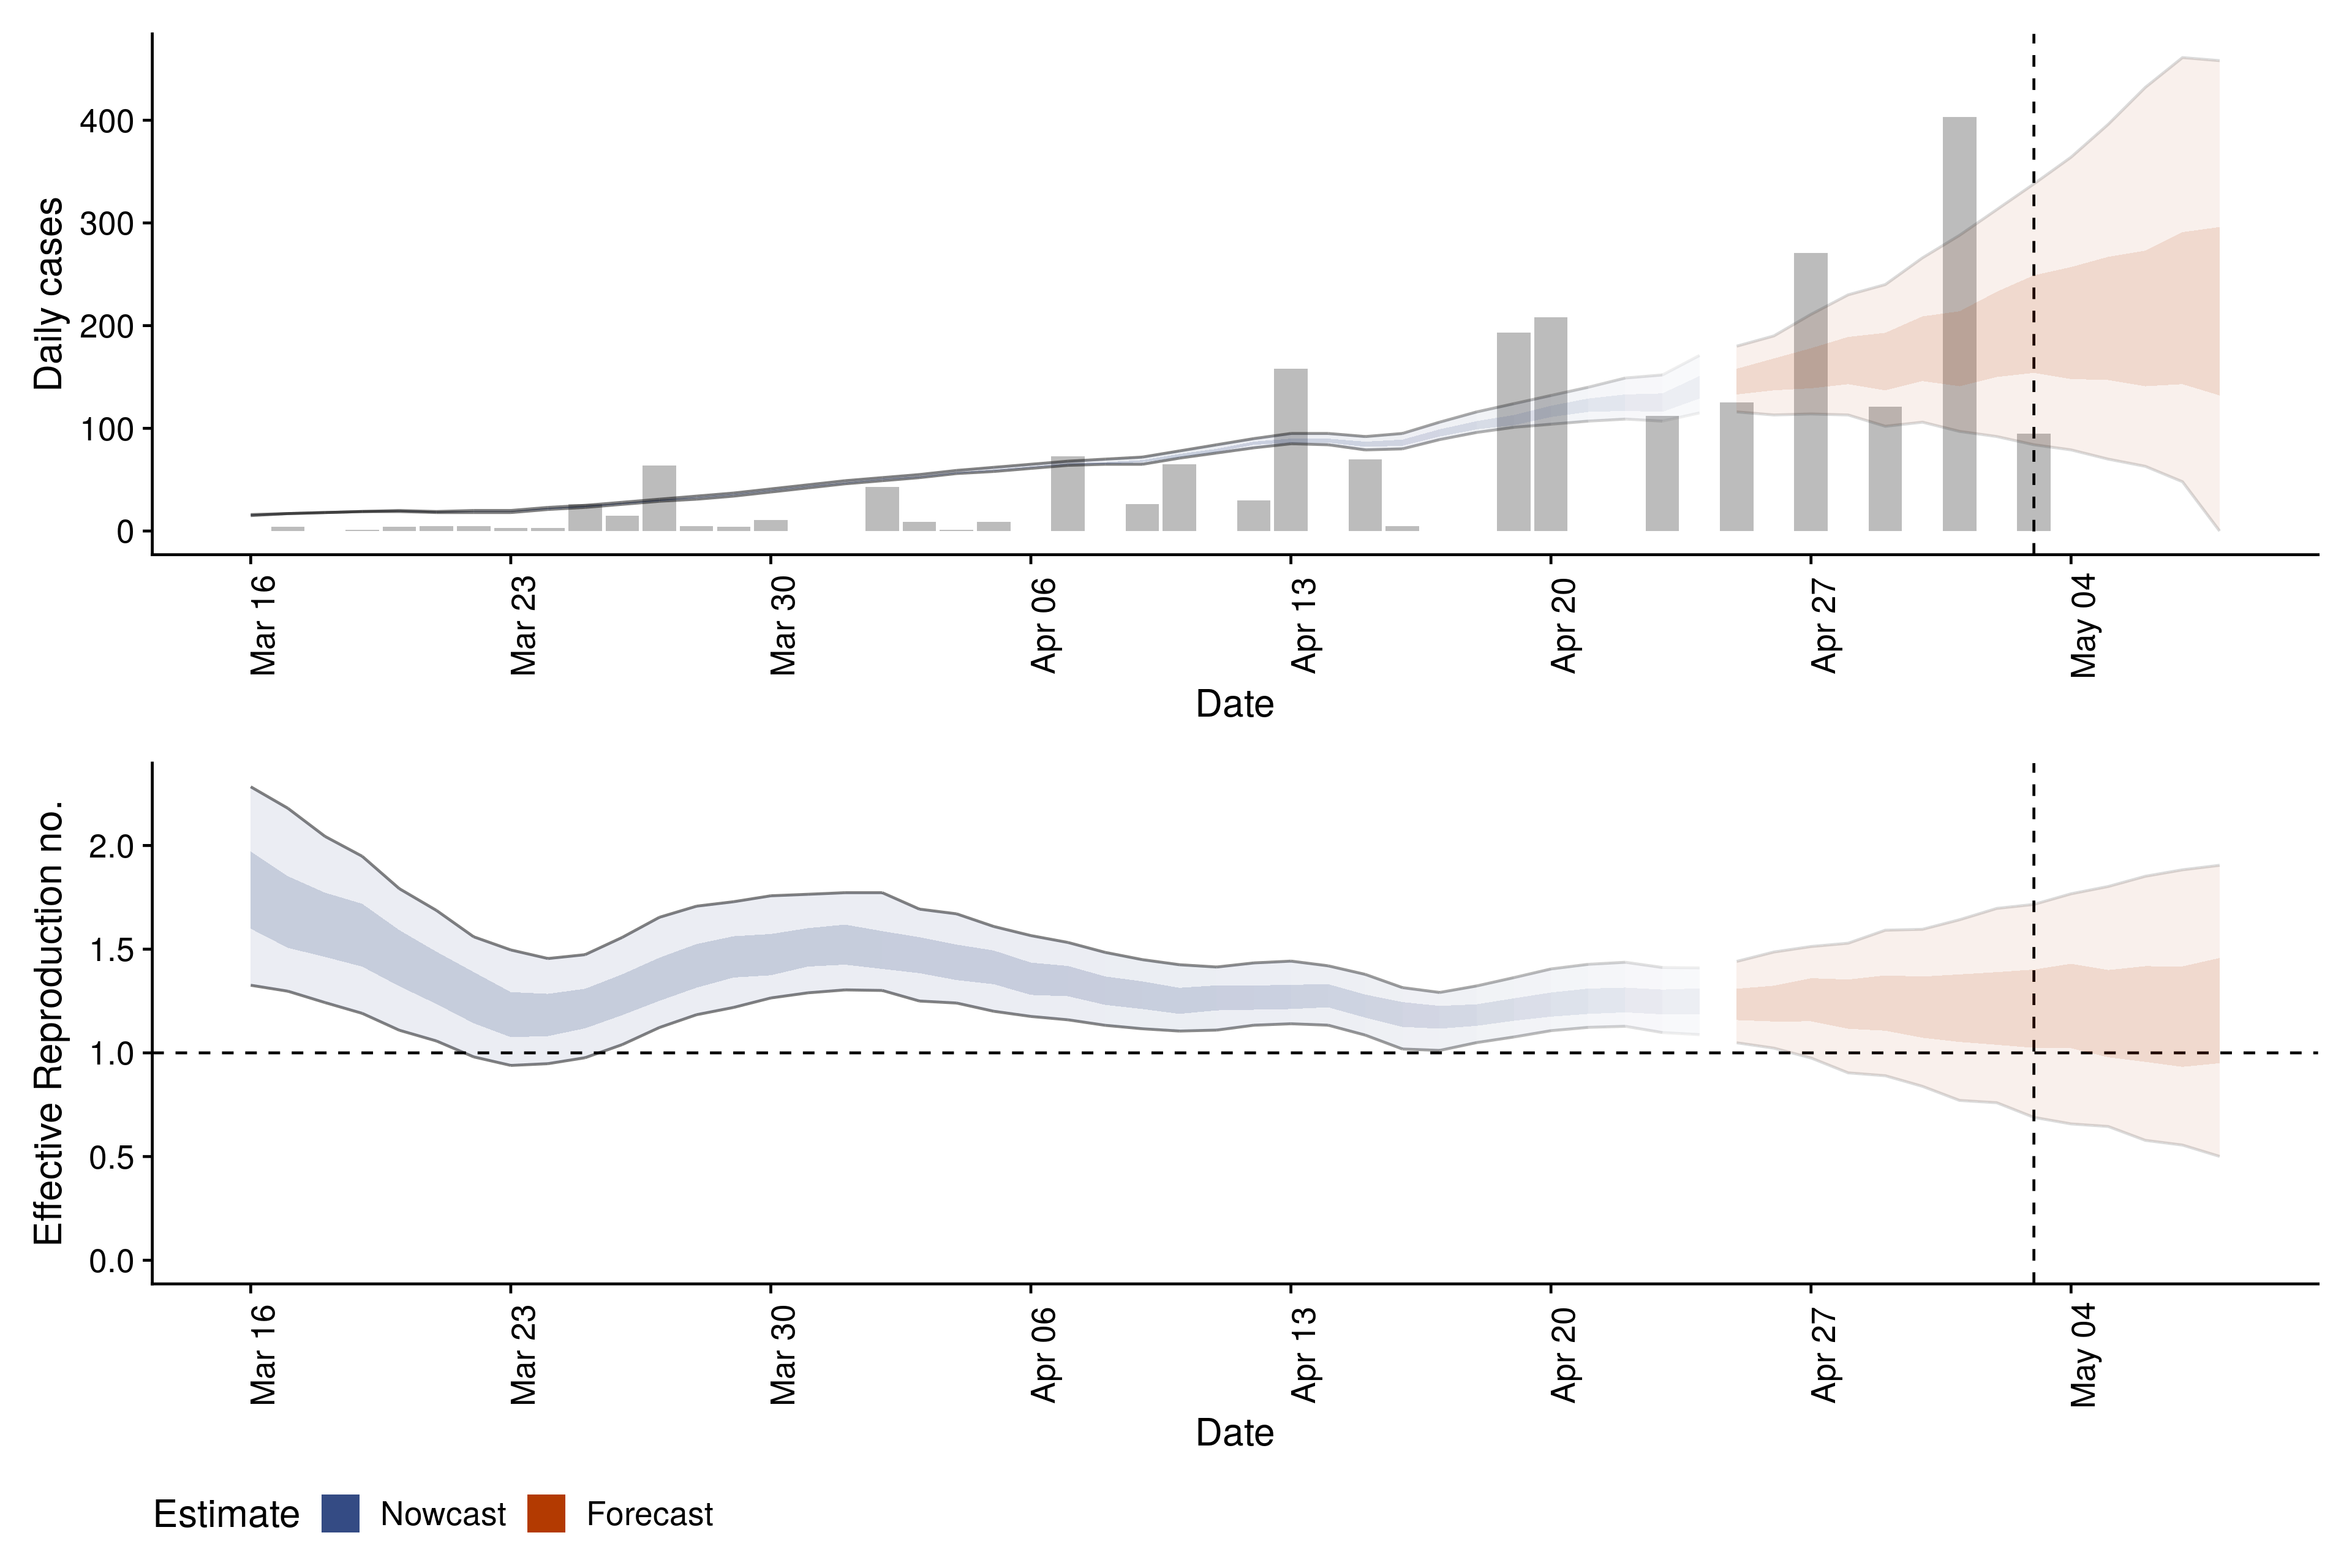 Daily cases
400
300
200
100
0
Mar 16
Mar 23
Mar 30
Apr 06
Apr 13
Apr 20
Apr 27
May 04
Date
Effective Reproduction no.
2.0
1.5
1.0
0.5
0.0
Mar 16
Mar 23
Mar 30
Apr 06
Apr 13
Apr 20
Apr 27
May 04
Date
Estimate Nowcast Forecast